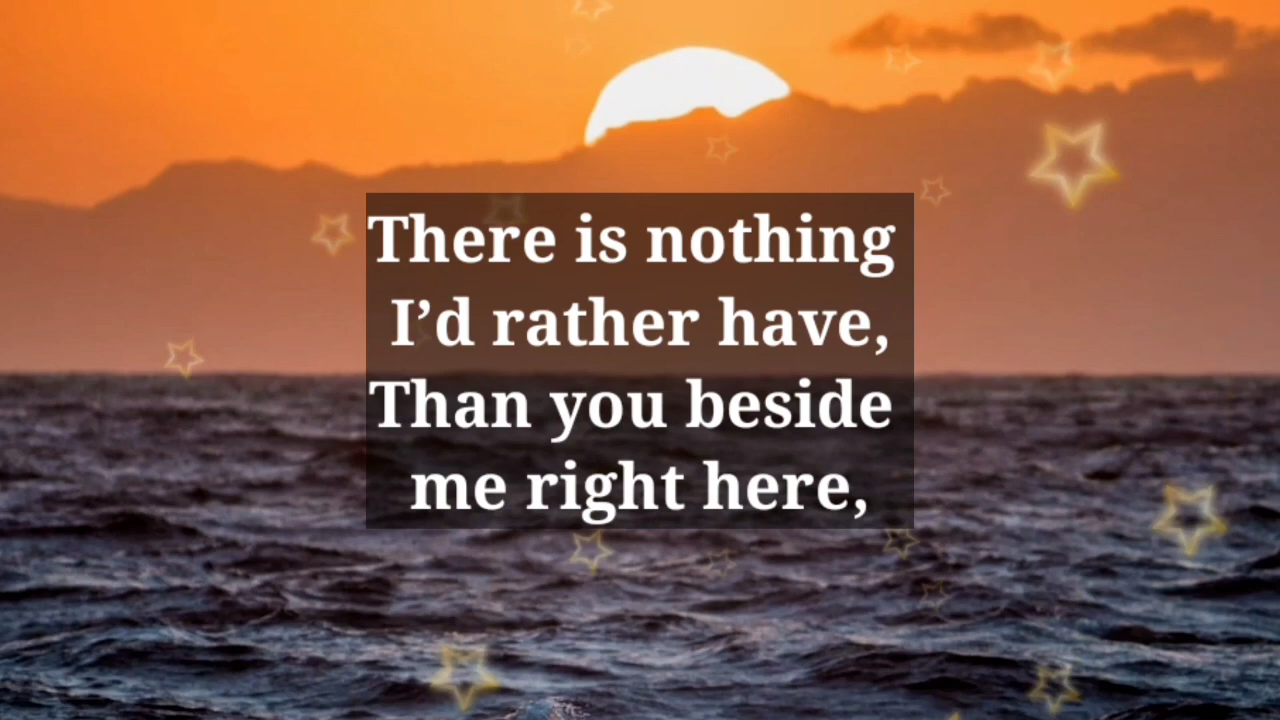 There is nothing
I’d rather have,
Than you beside
me right here,